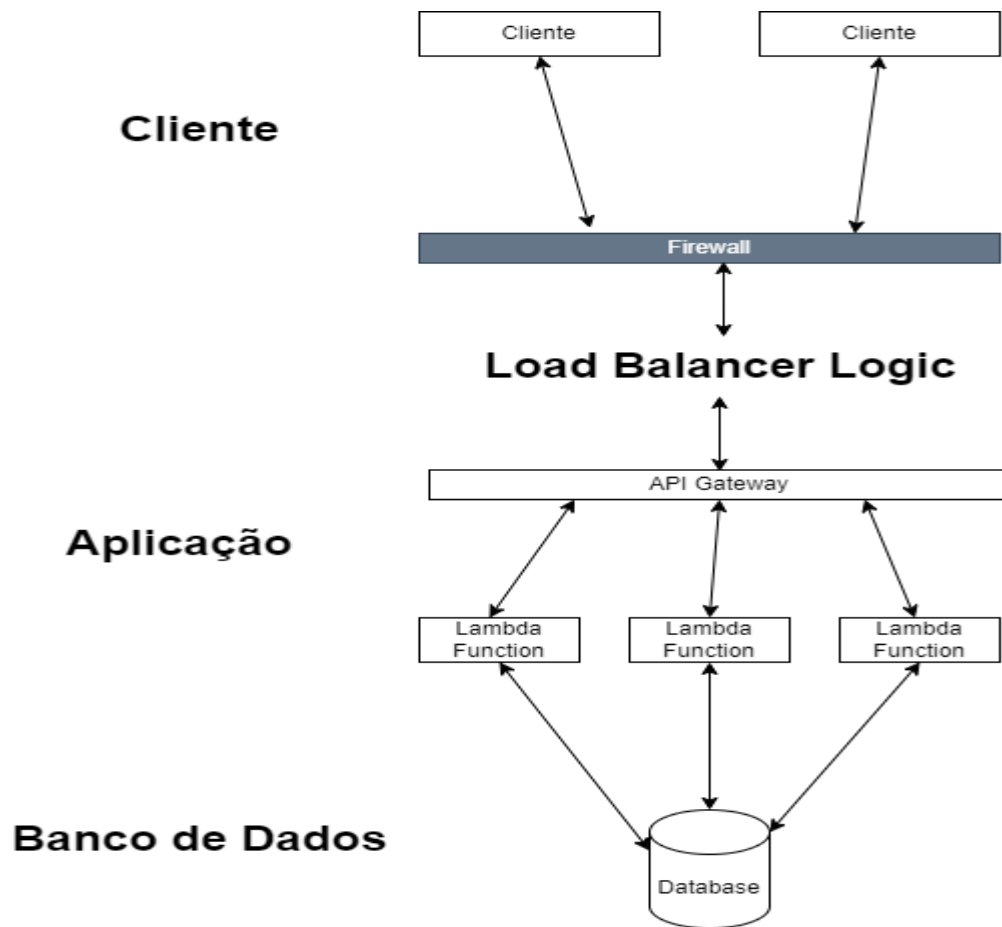 Cliente
Cliente
Cliente
Firewall
Load Balancer Logic
API Gateway
Aplicação
Lambda
Function
Lambda
Function
Lambda
Function
Banco de Dados
Database